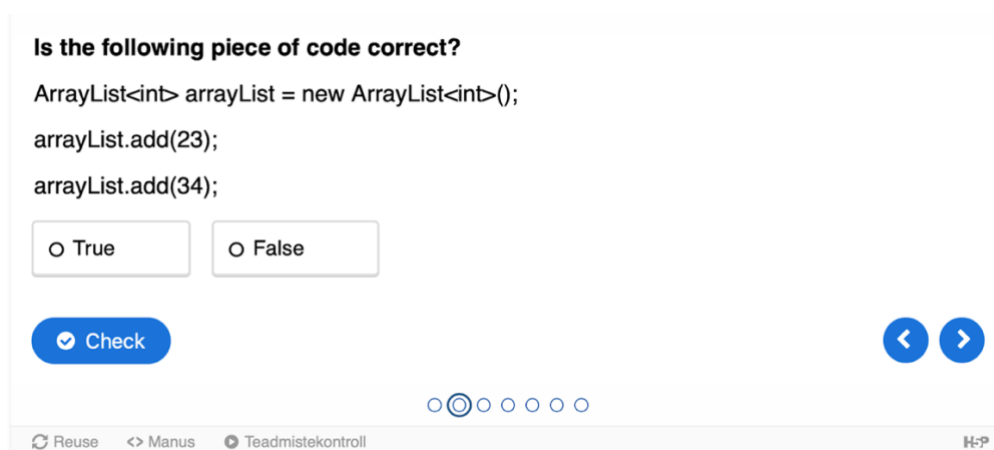 Is the following piece of code correct?
ArrayList<int> arrayList = new ArrayList<int>();
arrayList.add(23);
arrayList.add(34);
True
False
Check
Reuse
<> Manus
Teadmistekontroll
H5P